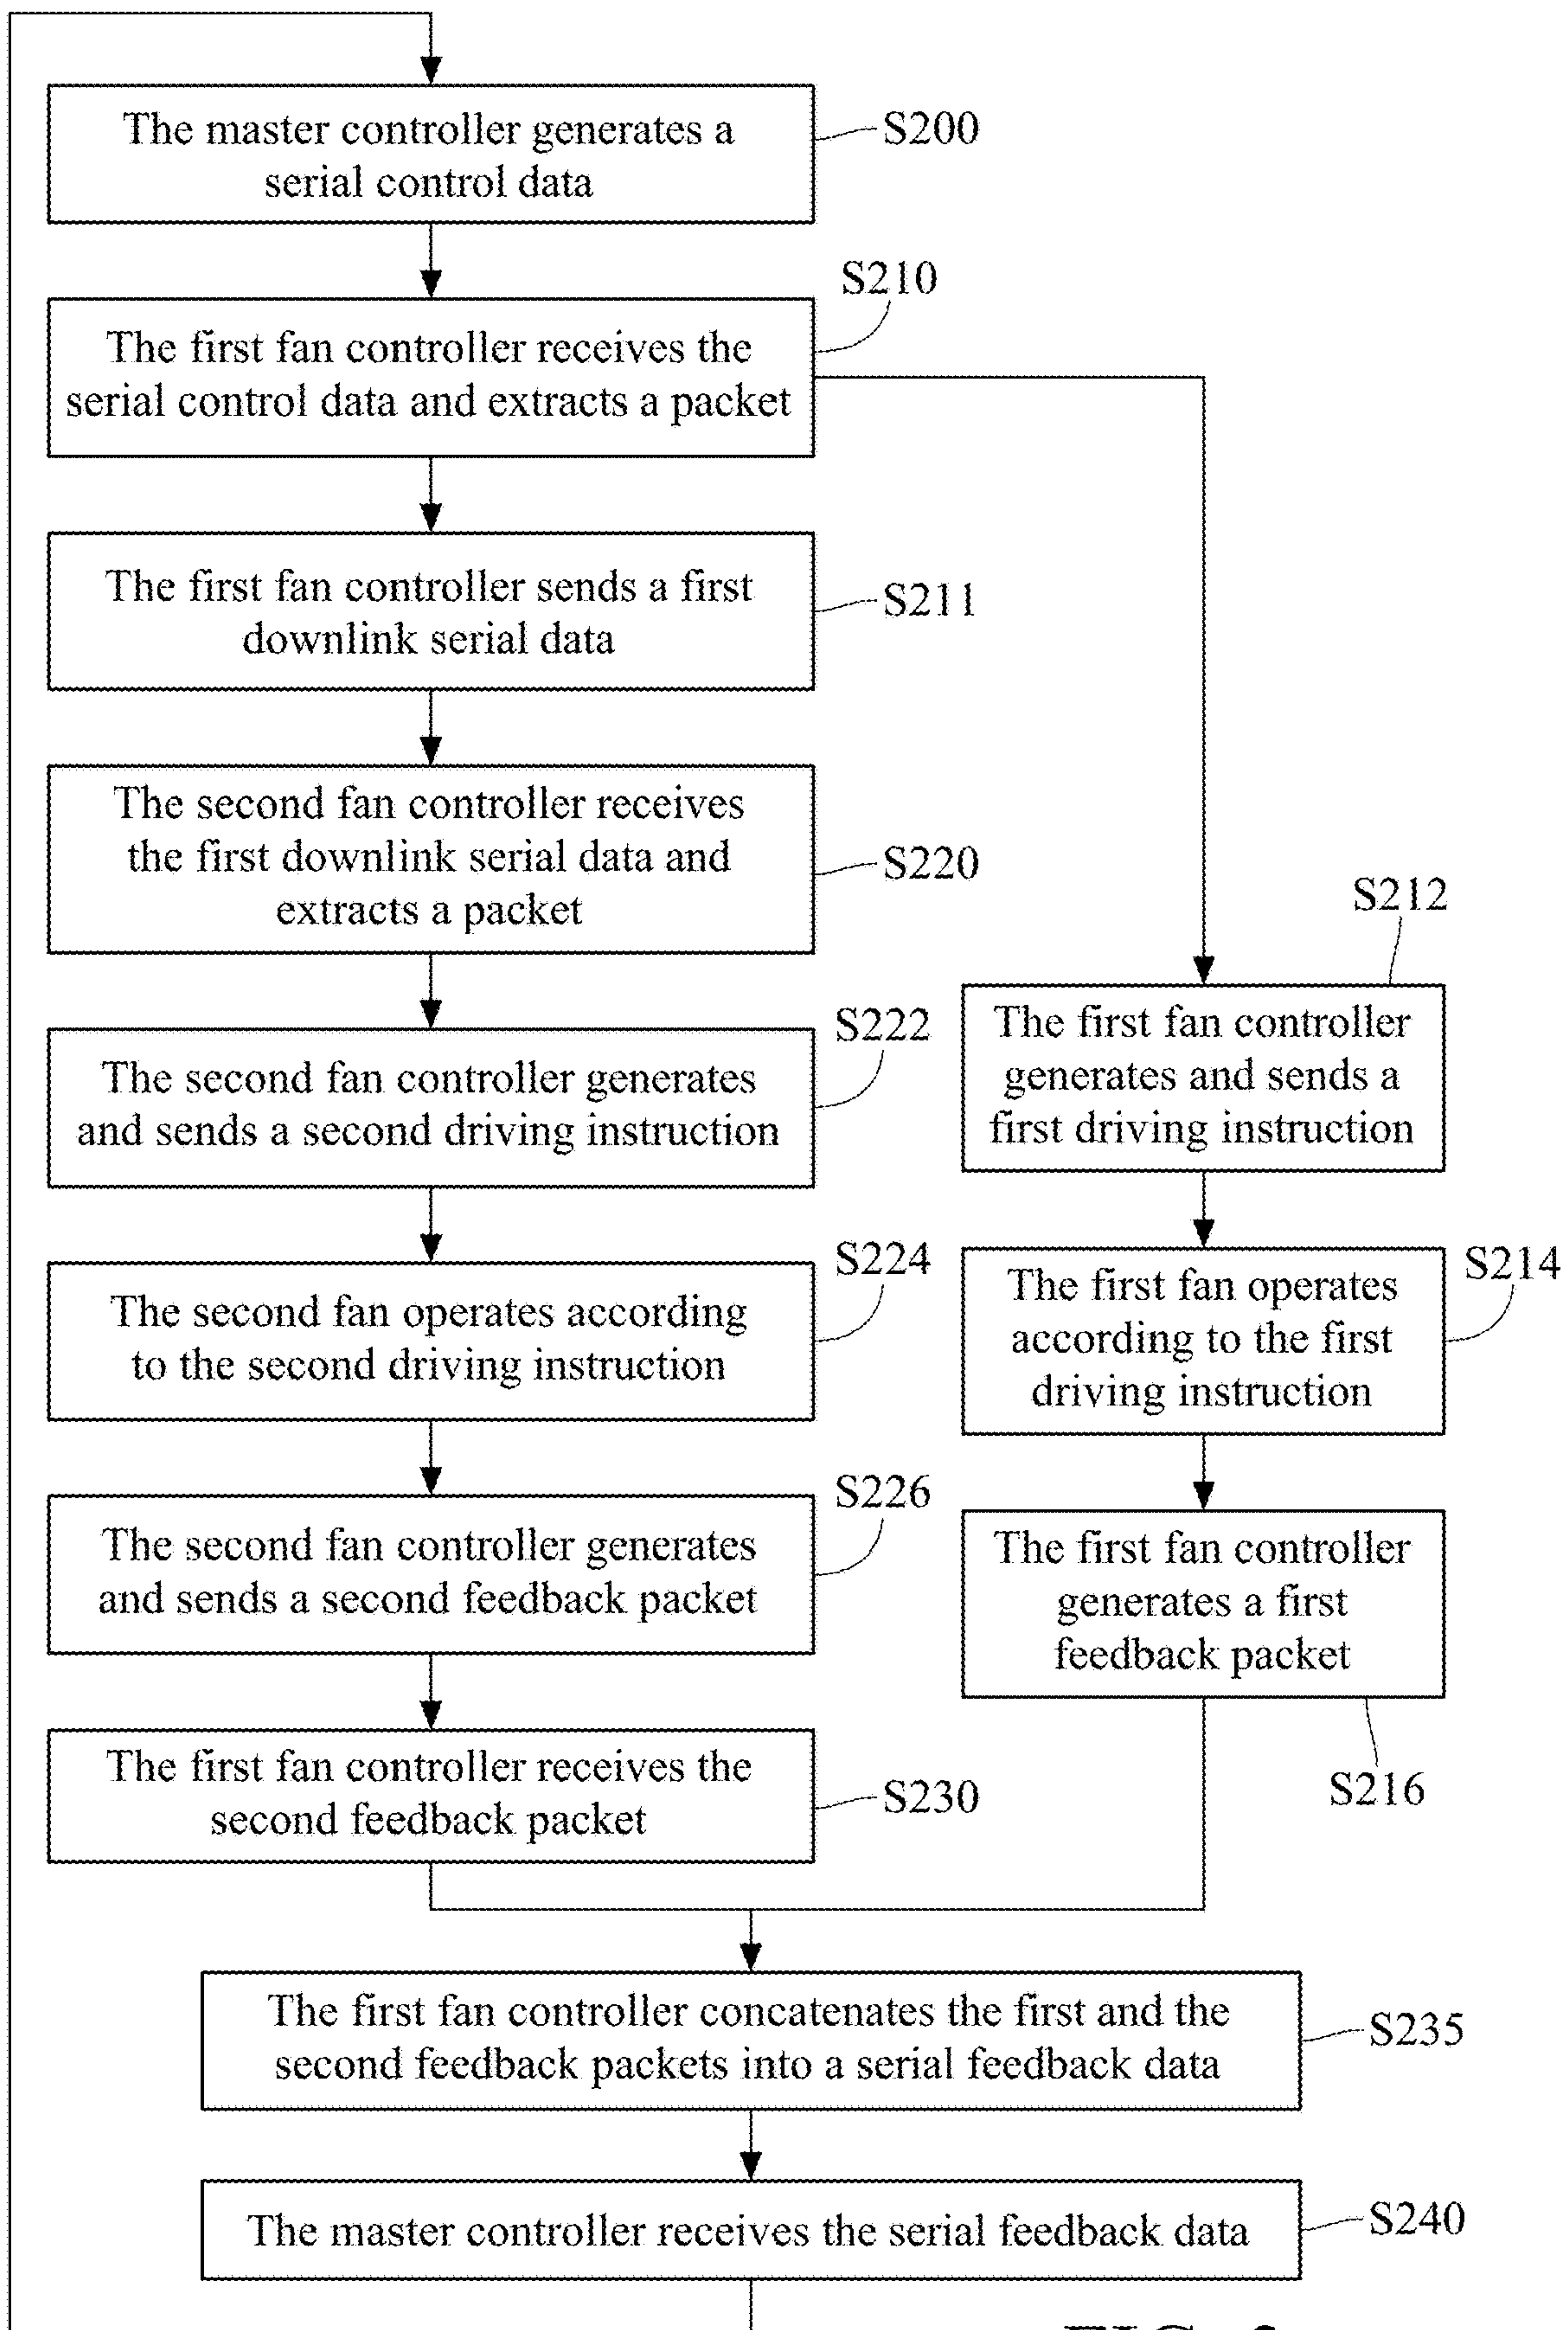 The master controller generates a
serial control data
S200
S210
The first fan controller receives the
serial control data and extracts a packet
The first fan controller sends a first
downlink serial data
S211
The second fan controller receives
the first downlink serial data and
extracts a packet
S220
S212
S222
The second fan controller generates
and sends a second driving instruction
The first fan controller
generates and sends a
first driving instruction
S224
The second fan operates according
to the second driving instruction
S214
The first fan operates
according to the first
driving instruction
S226
The second fan controller generates
and sends a second feedback packet
The first fan controller
generates a first
feedback packet
S216
The first fan controller receives the
second feedback packet
S230
The first fan controller concatenates the first and the
second feedback packets into a serial feedback data
S235
The master controller receives the serial feedback data
S240